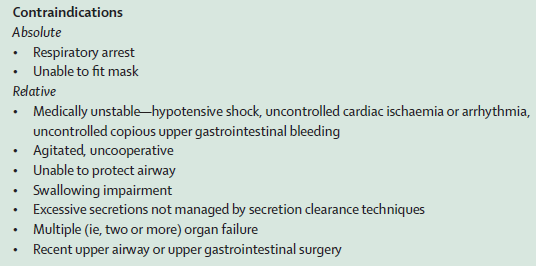 Contraindications
Absolute
• Respiratory arrest
• Unable to fit mask
Relative
• Medically unstable—hypotensive shock, uncontrolled cardiac ischaemia or arrhythmia,
uncontrolled copious upper gastrointestinal bleeding
• Agitated, uncooperative
• Unable to protect airway
• Swallowing impairment
• Excessive secretions not managed by secretion clearance techniques
• Multiple (ie, two or more) organ failure
• Recent upper airway or upper gastrointestinal surgery